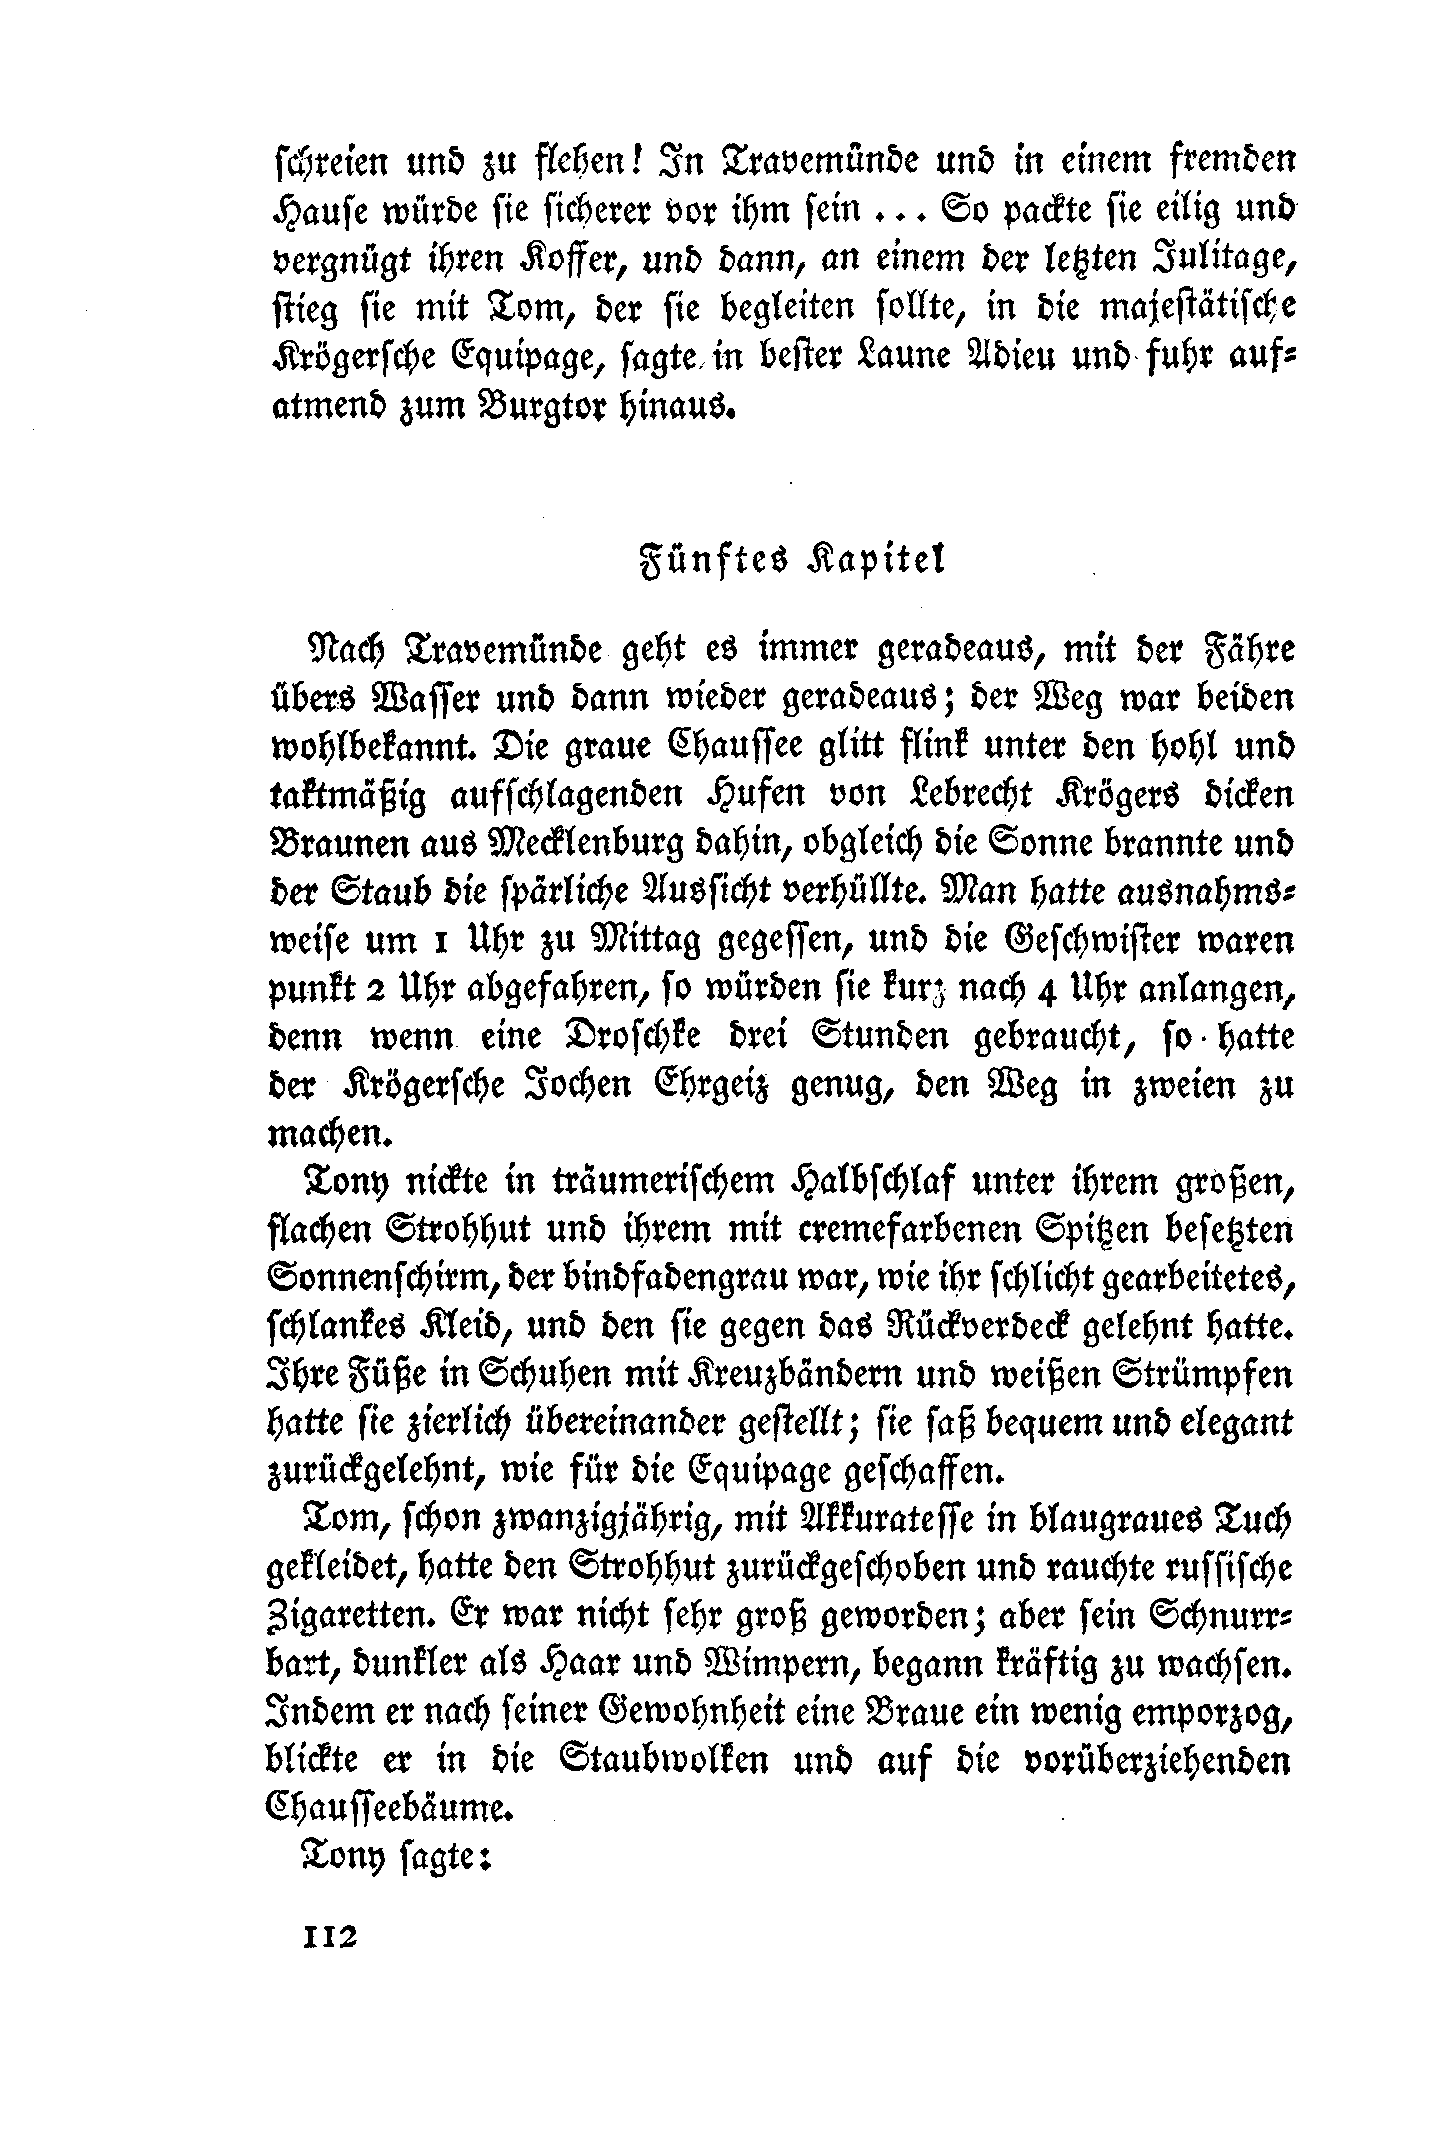 schreien und zu flehen! In Travemünde und in einem fremden
Hause würde sie sicherer vor ihm sein ... So packte sie eilig und
vergnügt ihren Koffer, und dann, an einem der letzten Julitage,
stieg sie mit Tom, der sie begleiten sollte, in die majestätische
Krögersche Equipage, sagte in bester Laune Adieu und fuhr auf-
atmend zum Burgtor hinaus.
Fünftes Kapitel
Nach Travemünde geht es immer geradeaus, mit der Fähre
übers Wasser und dann wieder geradeaus; der Weg war beiden
wohlbekannt. Die graue Chaussee glitt flink unter den hohl und
taktmäßig aufschlagenden Hufen von Lebrecht Krögers dicken
Braunen aus Mecklenburg dahin, obgleich die Sonne brannte und
der Staub die spärliche Aussicht verhüllte. Man hatte ausnahms-
weise um 1 Uhr zu Mittag gegessen, und die Geschwister waren
punkt 2 Uhr abgefahren, so würden sie kurz nach 4 Uhr anlangen,
denn wenn eine Droschke drei Stunden gebraucht, so hatte
der Krögersche Jochen Ehrgeiz genug, den Weg in zweien zu
machen.
Tony nickte in träumerischem Halbschlaf unter ihrem großen,
flachen Strohhut und ihrem mit cremefarbenen Spitzen besetzten
Sonnenschirm, der bindfadengrau war, wie ihr schlicht gearbeitetes,
schlankes Kleid, und den sie gegen das Rückverdeck gelehnt hatte.
Ihre Füße in Schuhen mit Kreuzbändern und weißen Strümpfen
hatte sie zierlich übereinander gestellt; sie saß bequem und elegant
zurückgelehnt, wie für die Equipage geschaffen.
Tom, schon zwanzigjährig, mit Akkuratesse in blaugraues Tuch
gekleidet, hatte den Strohhut zurückgeschoben und rauchte russische
Zigaretten. Er war nicht sehr groß geworden; aber sein Schnurr-
bart, dunkler als Haar und Wimpern, begann kräftig zu wachsen.
Indem er nach seiner Gewohnheit eine Braue ein wenig emporzog,
blickte er in die Staubwolken und auf die vorüberziehenden
Chausseebäume.
Tony sagte:
112